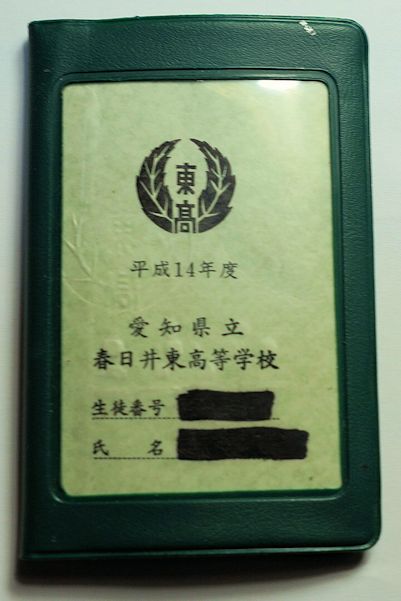 東高
平成14年度
愛知県立
春日井東高等学校
生徒番号
氏 名